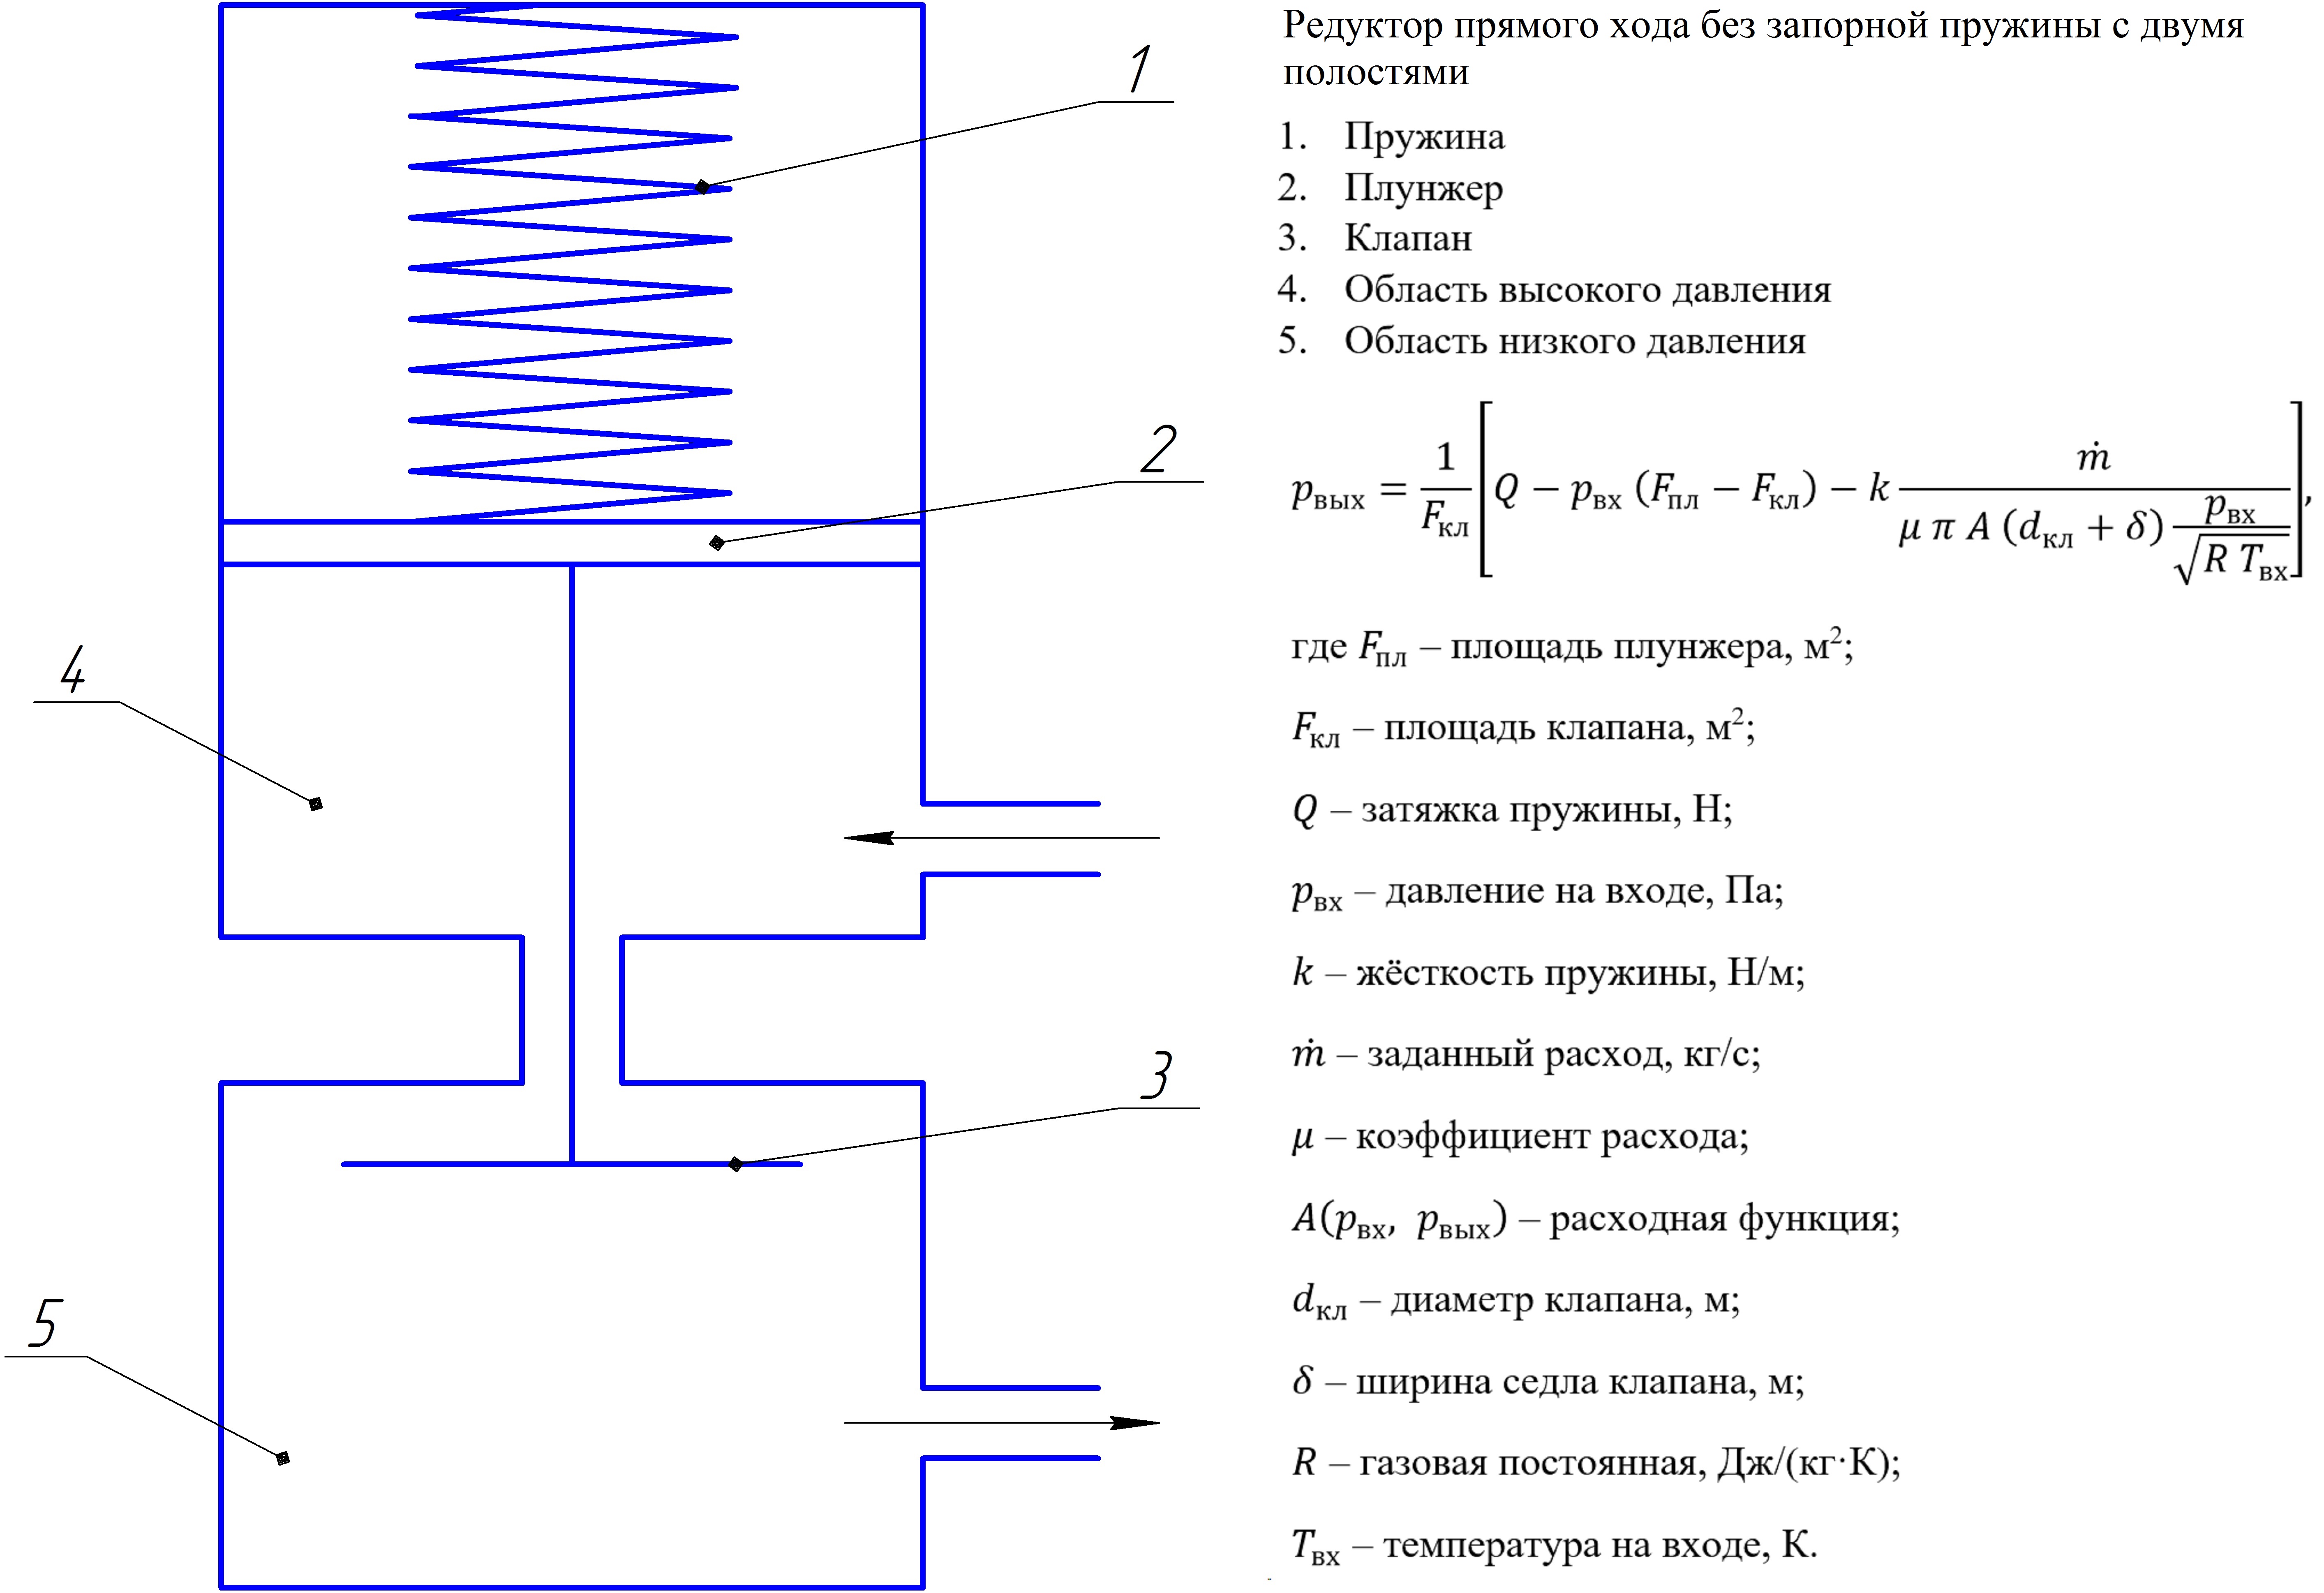 Редуктор прямого хода без запорной пружины с двумя
полостями
1. Пружина
2. Плунжер
3. Клапан
4. Область высокого давления
5. Область низкого давления
p_вых = 1/F_кл [Q − p_вх (F_пл − F_кл) − k ṁ/(μ π A (d_кл + δ) p_вх/√(R T_вх))],
где F_пл – площадь плунжера, м²;
F_кл – площадь клапана, м²;
Q – затяжка пружины, Н;
p_вх – давление на входе, Па;
k – жёсткость пружины, Н/м;
ṁ – заданный расход, кг/с;
μ – коэффициент расхода;
A(p_вх, p_вых) – расходная функция;
d_кл – диаметр клапана, м;
δ – ширина седла клапана, м;
R – газовая постоянная, Дж/(кг·К);
T_вх – температура на входе, К.
1
2
4
3
5